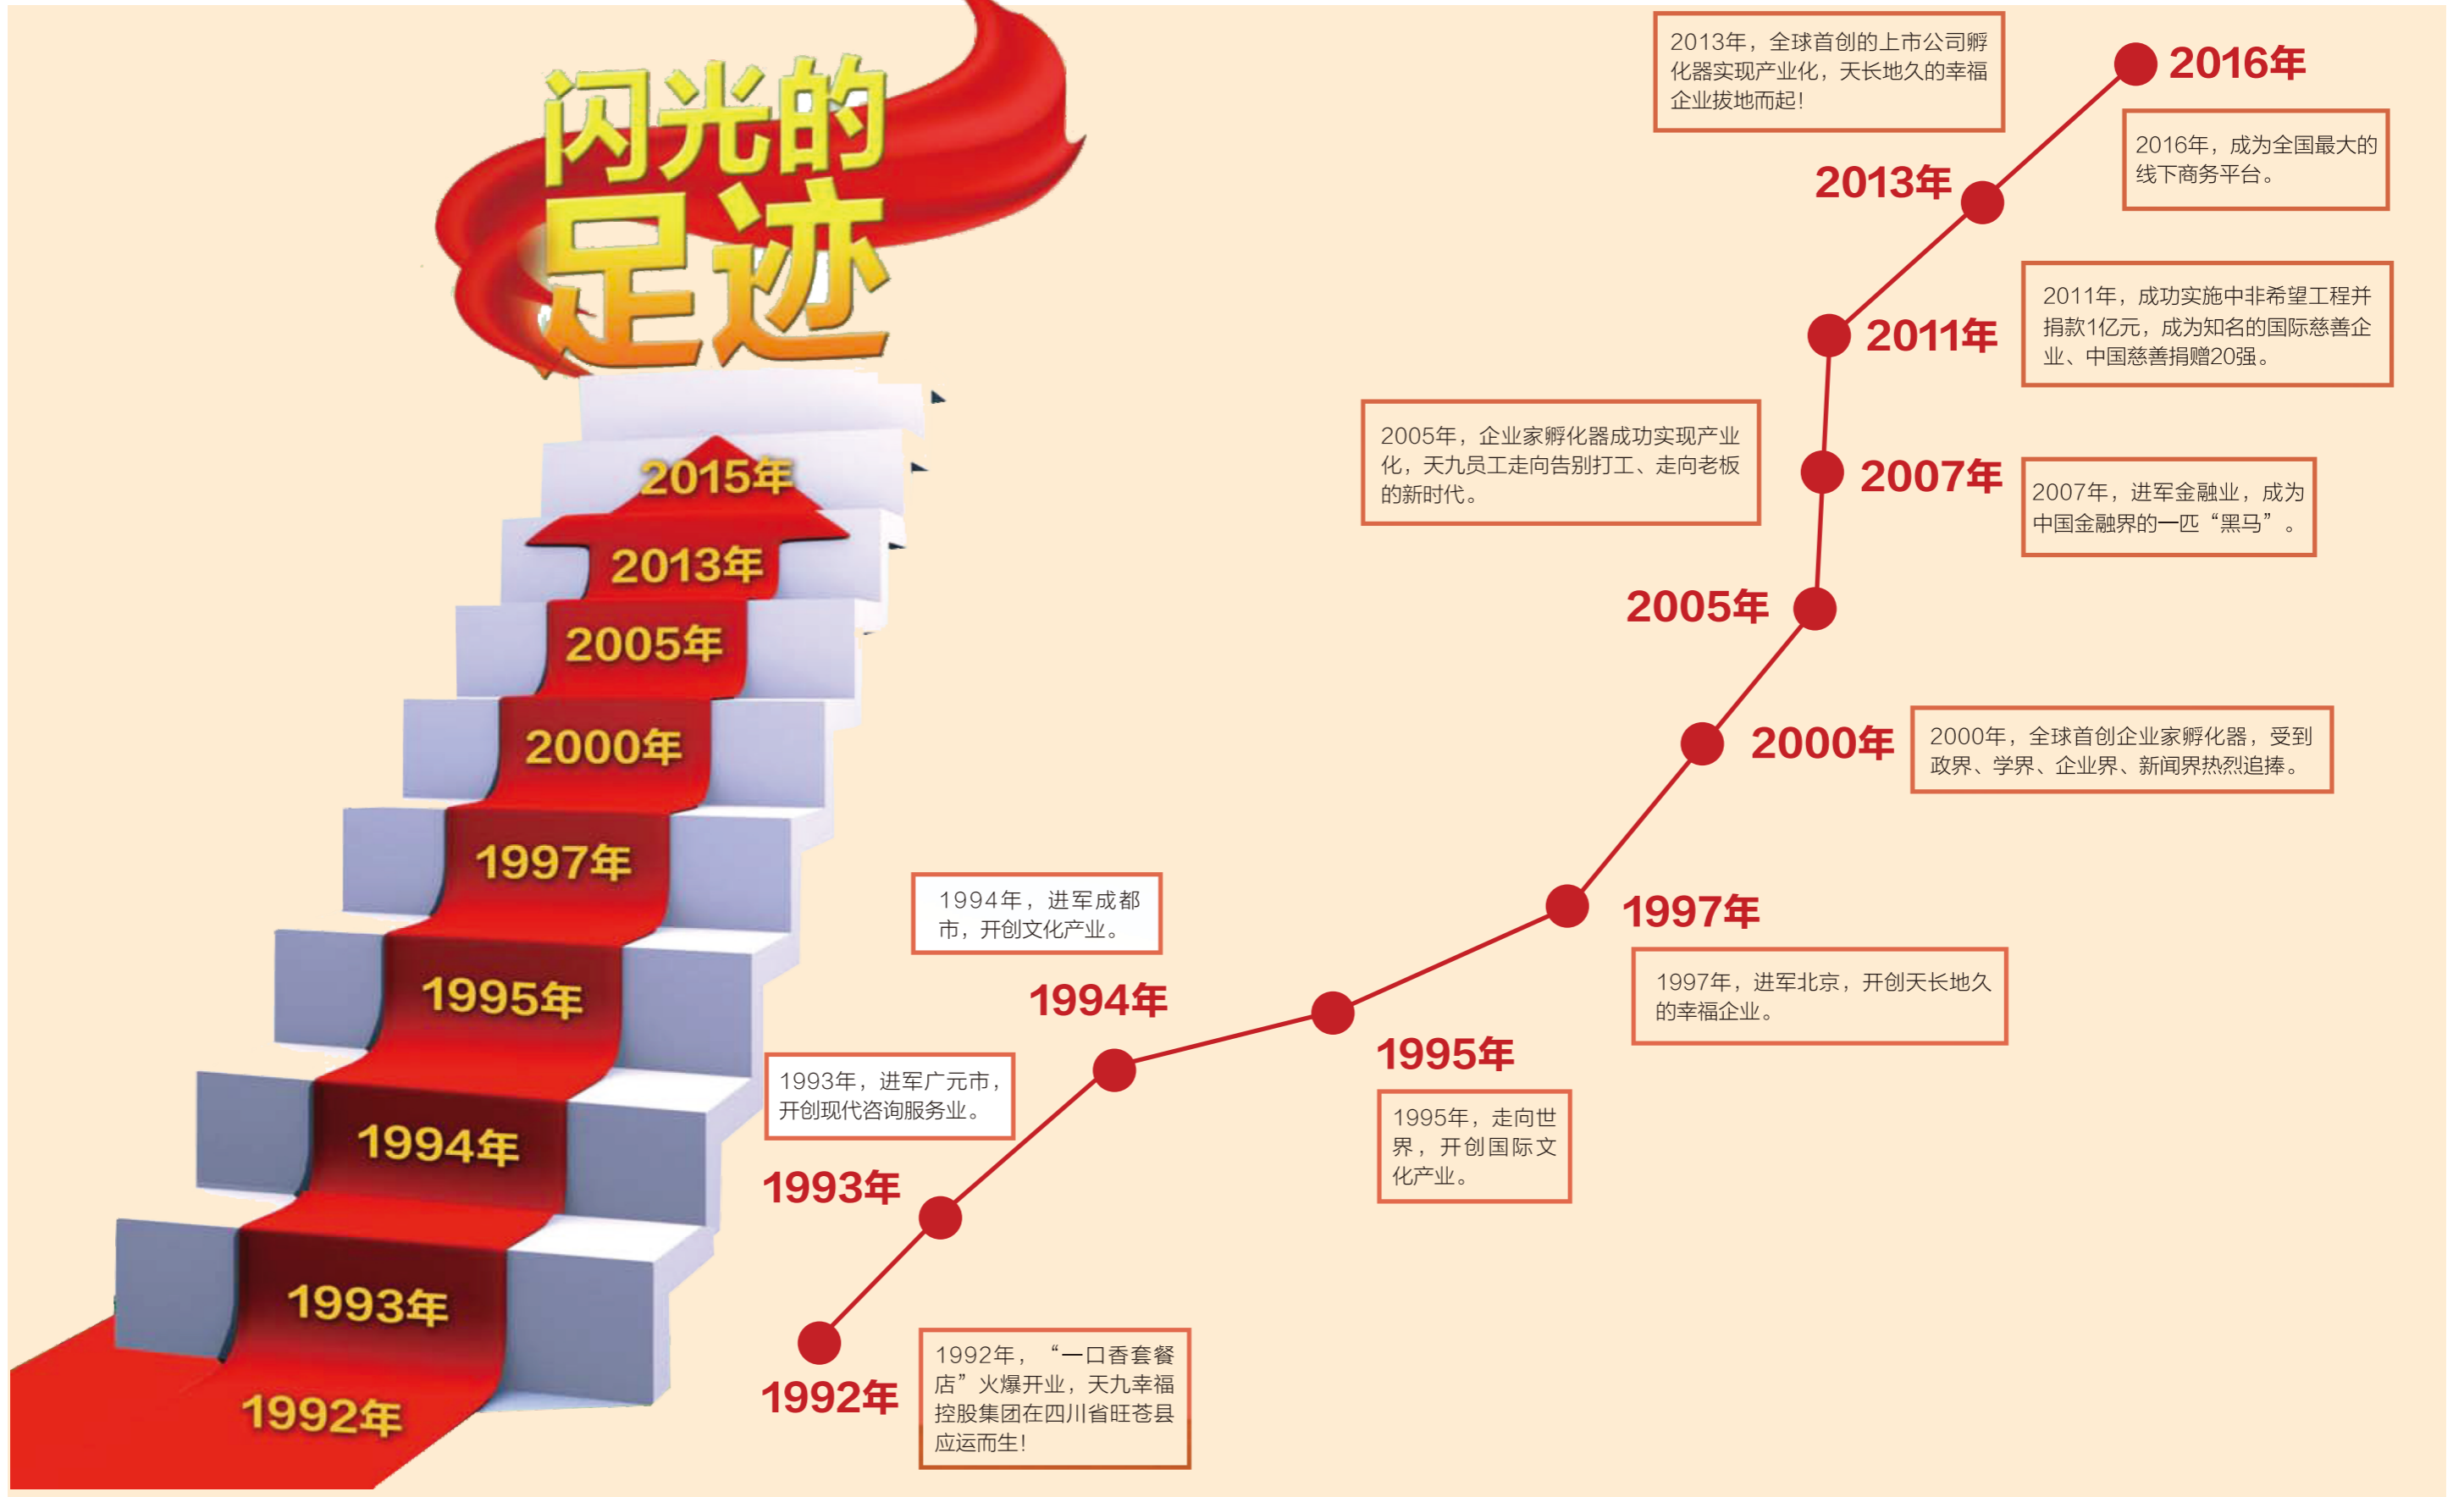 闪光的
足迹
2015年
2013年
2005年
2000年
1997年
1995年
1994年
1993年
1992年
2013年，全球首创的上市公司孵
化器实现产业化，天长地久的幸福
企业拔地而起！
2016年
2016年，成为全国最大的
线下商务平台。
2013年
2011年
2011年，成功实施中非希望工程并
捐款1亿元，成为知名的国际慈善企
业、中国慈善捐赠20强。
2005年，企业家孵化器成功实现产业
化，天九员工走向告别打工、走向老板
的新时代。
2007年
2007年，进军金融业，成为
中国金融界的一匹“黑马”。
2005年
2000年
2000年，全球首创企业家孵化器，受到
政界、学界、企业界、新闻界热烈追捧。
1997年
1997年，进军北京，开创天长地久
的幸福企业。
1994年，进军成都
市，开创文化产业。
1994年
1995年
1995年，走向世
界，开创国际文
化产业。
1993年，进军广元市，
开创现代咨询服务业。
1993年
1992年
1992年，“一口香套餐
店”火爆开业，天九幸福
控股集团在四川省旺苍县
应运而生！